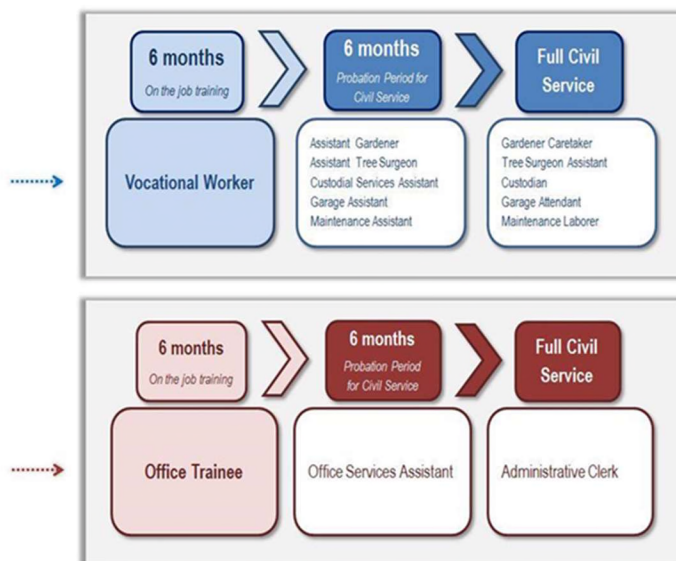 6 months
On the job training
6 months
Probation Period for
Civil Service
Full Civil
Service
Vocational Worker
Assistant Gardener
Assistant Tree Surgeon
Custodial Services Assistant
Garage Assistant
Maintenance Assistant
Gardener Caretaker
Tree Surgeon Assistant
Custodian
Garage Attendant
Maintenance Laborer
6 months
On the job training
6 months
Probation Period
for Civil Service
Full Civil
Service
Office Trainee
Office Services Assistant
Administrative Clerk